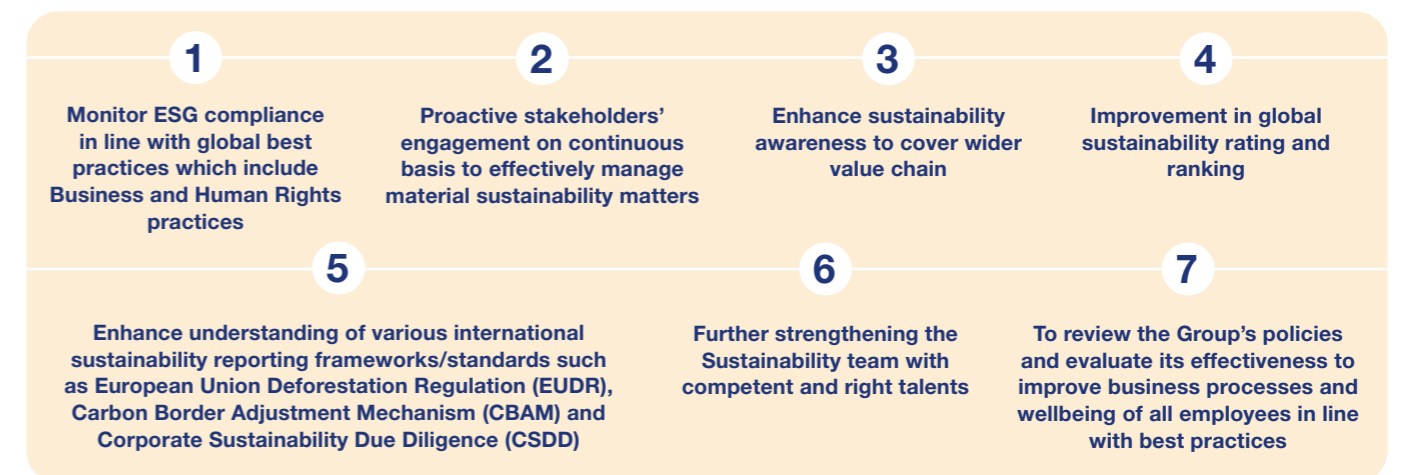 1
Monitor ESG compliance
in line with global best
practices which include
Business and Human Rights
practices
2
Proactive stakeholders’
engagement on continuous
basis to effectively manage
material sustainability matters
3
Enhance sustainability
awareness to cover wider
value chain
4
Improvement in global
sustainability rating and
ranking
5
Enhance understanding of various international
sustainability reporting frameworks/standards such
as European Union Deforestation Regulation (EUDR),
Carbon Border Adjustment Mechanism (CBAM) and
Corporate Sustainability Due Diligence (CSDD)
6
Further strengthening the
Sustainability team with
competent and right talents
7
To review the Group’s policies
and evaluate its effectiveness to
improve business processes and
wellbeing of all employees in line
with best practices